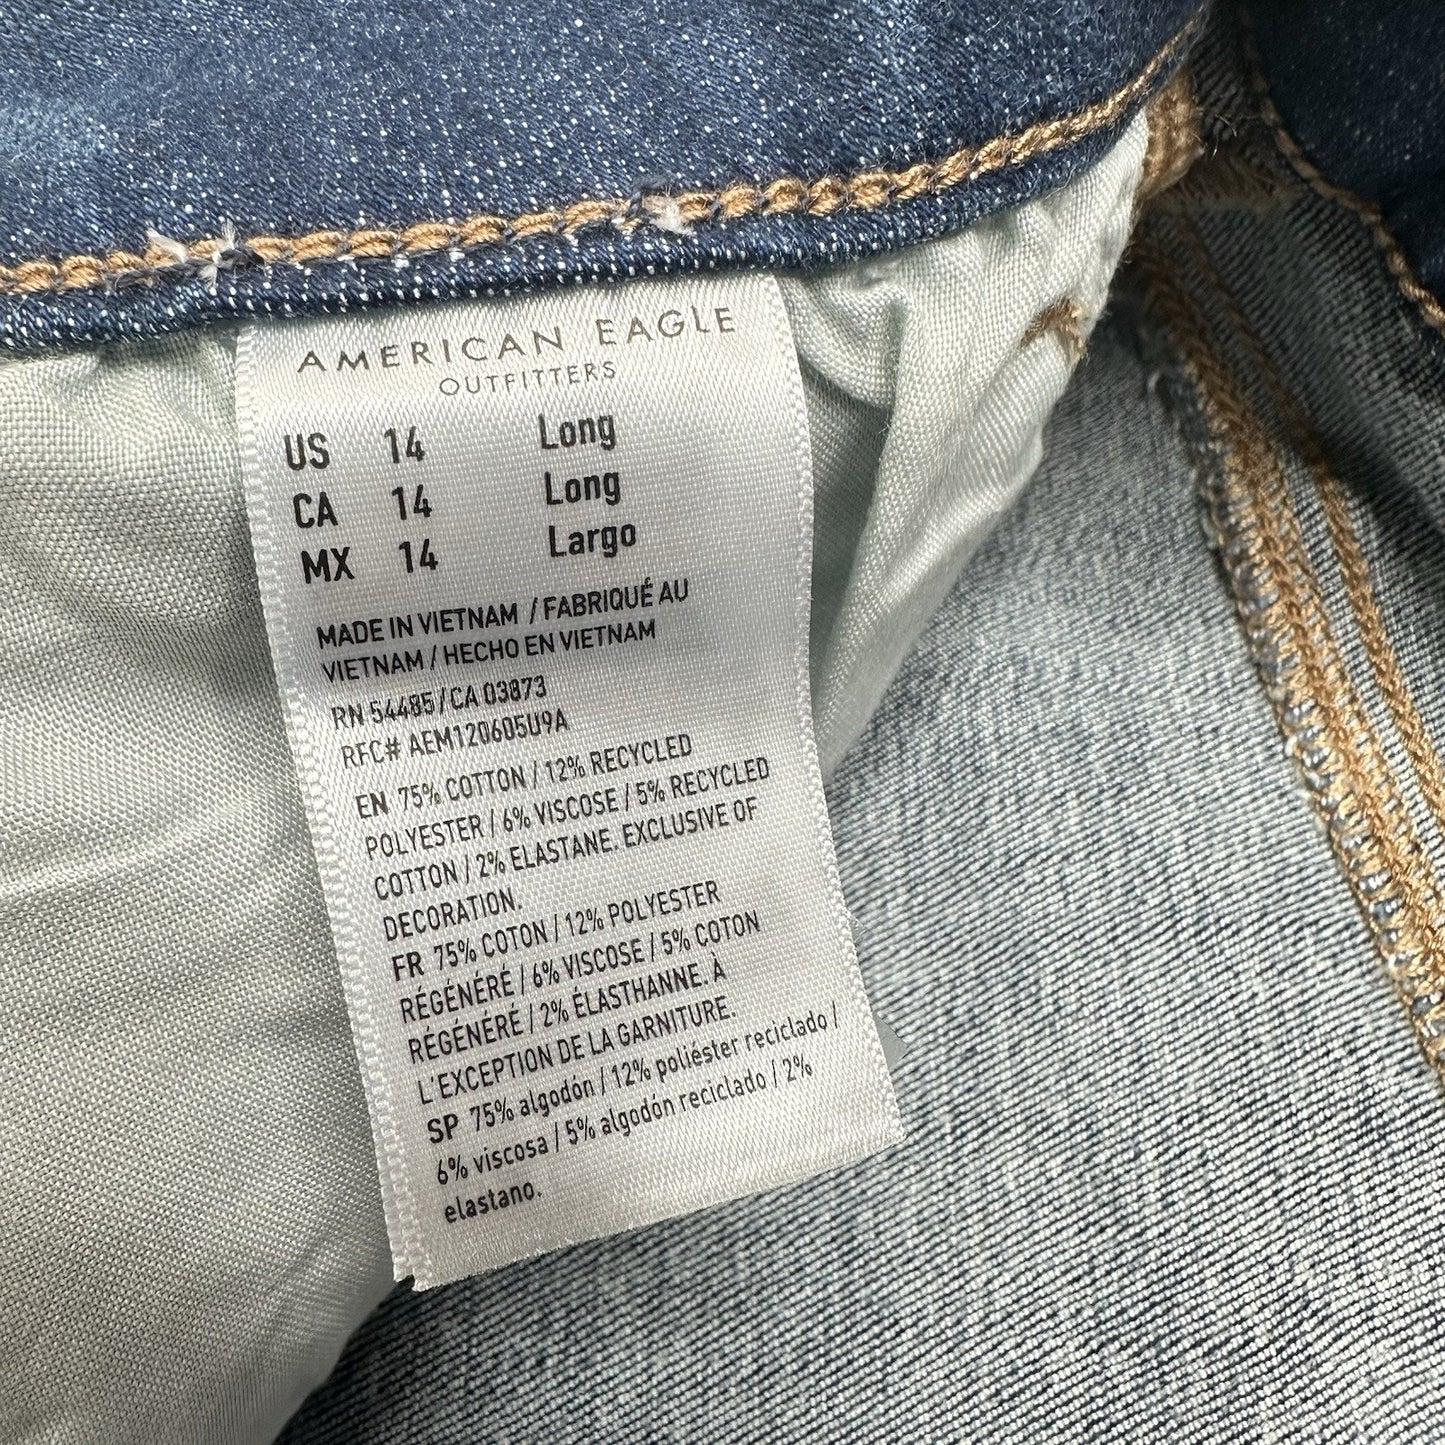 AMERICAN EAGLE
OUTFITTERS
US 14 Long
CA 14 Long
MX 14 Largo
MADE IN VIETNAM / FABRIQUÉ AU
VIETNAM / HECHO EN VIETNAM
RN 54485/CA 03873
RFC# AEM120605U9A
EN 75% COTTON / 12% RECYCLED
POLYESTER / 6% VISCOSE / 5% RECYCLED
COTTON / 2% ELASTANE. EXCLUSIVE OF
DECORATION.
FR 75% COTON / 12% POLYESTER
RÉGÉNÉRÉ / 6% VISCOSE / 5% COTON
RÉGÉNÉRÉ / 2% ÉLASTHANNE. À
L'EXCEPTION DE LA GARNITURE.
SP 75% algodón / 12% poliéster reciclado /
6% viscosa / 5% algodón reciclado / 2%
elastano.